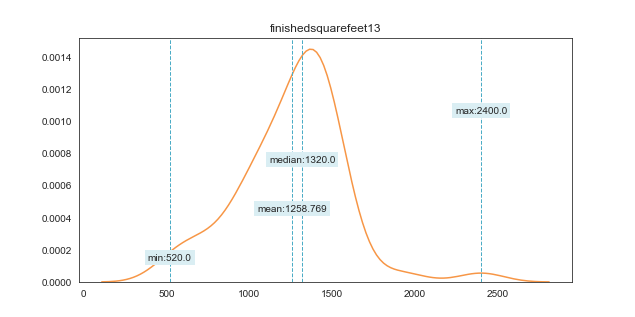 finishedsquarefeet13
0.0014
0.0012
0.0010
0.0008
0.0006
0.0004
0.0002
0.0000
max:2400.0
median:1320.0
mean:1258.769
min:520.0
0 500 1000 1500 2000 2500